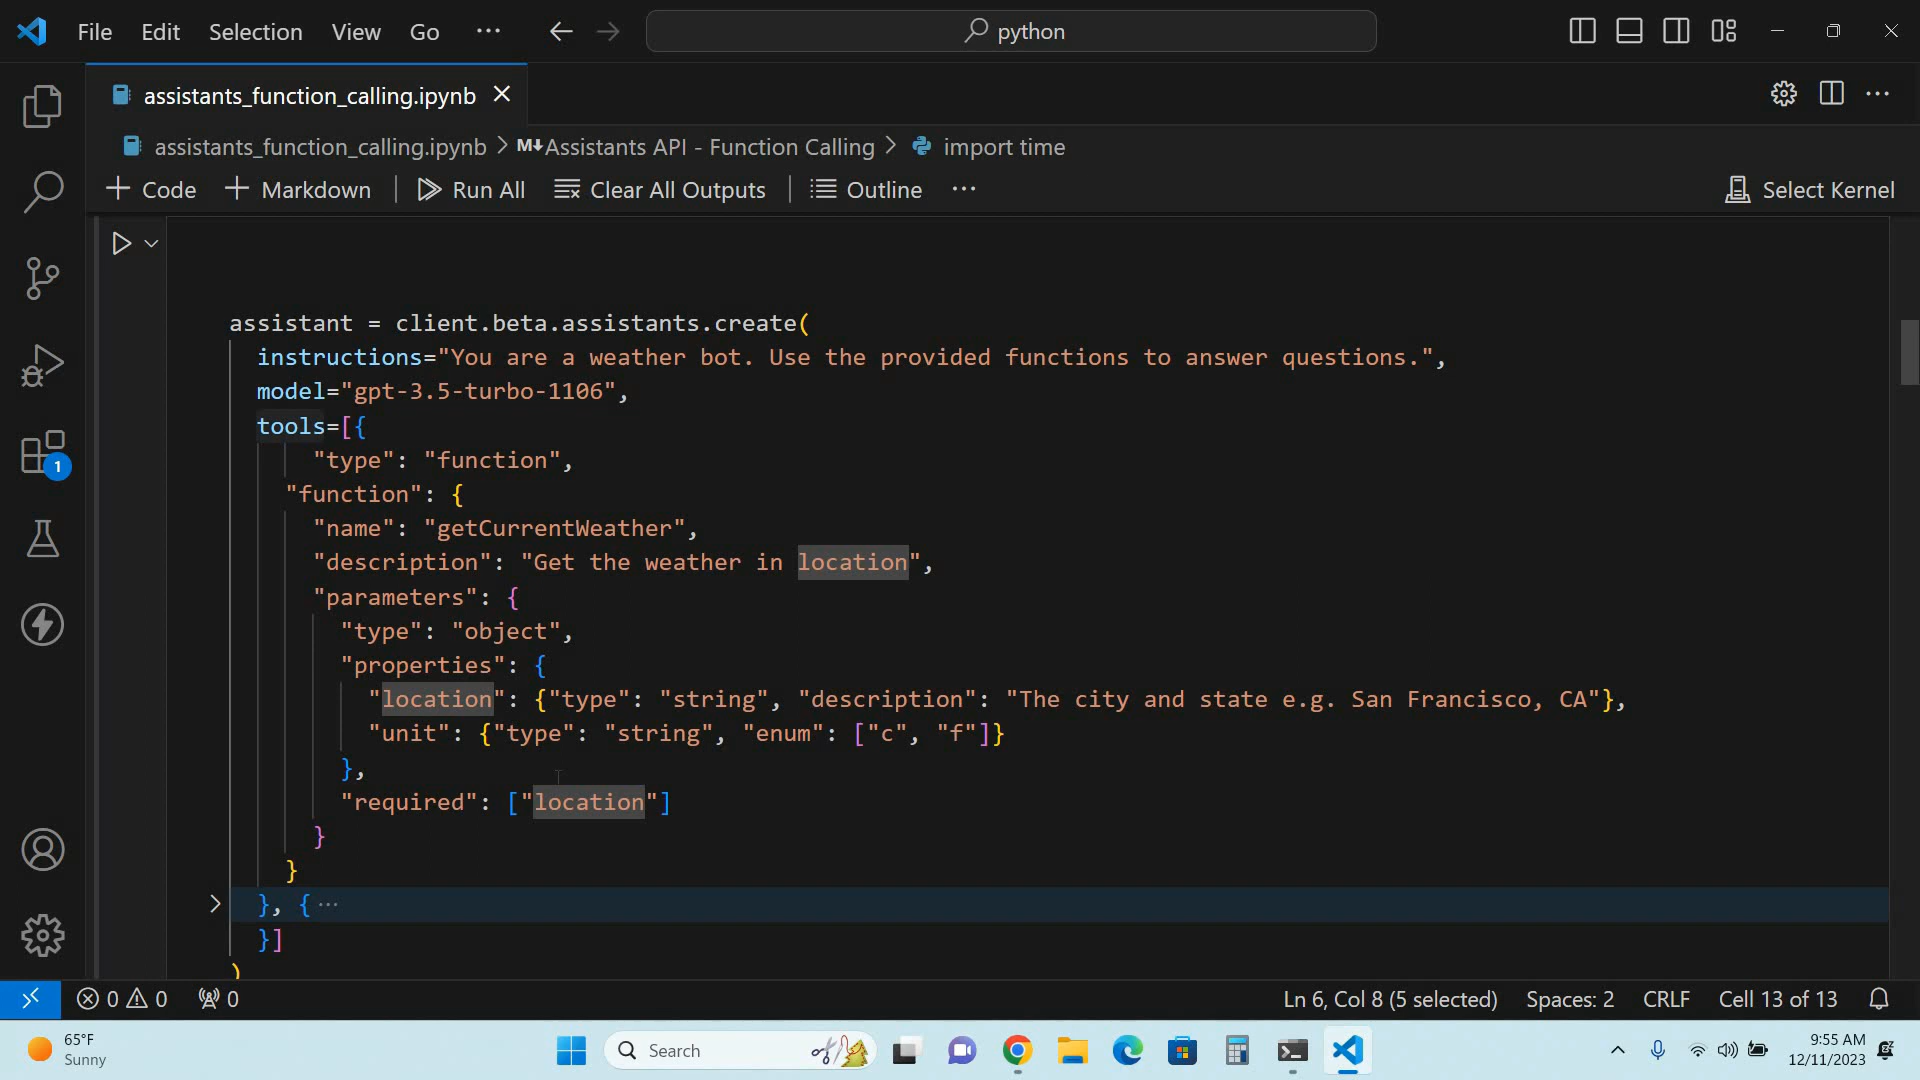 File Edit Selection View Go ··· python
assistants_function_calling.ipynb
assistants_function_calling.ipynb > M↓ Assistants API - Function Calling > import time
+ Code + Markdown Run All Clear All Outputs Outline ··· Select Kernel
assistant = client.beta.assistants.create(
instructions="You are a weather bot. Use the provided functions to answer questions.",
model="gpt-3.5-turbo-1106",
tools=[{
"type": "function",
"function": {
"name": "getCurrentWeather",
"description": "Get the weather in location",
"parameters": {
"type": "object",
"properties": {
"location": {"type": "string", "description": "The city and state e.g. San Francisco, CA"},
"unit": {"type": "string", "enum": ["c", "f"]}
},
"required": ["location"]
}
}
}, { ···
}]
)
1
0 0 0 Ln 6, Col 8 (5 selected) Spaces: 2 CRLF Cell 13 of 13
65°F
Sunny
Search
9:55 AM
12/11/2023